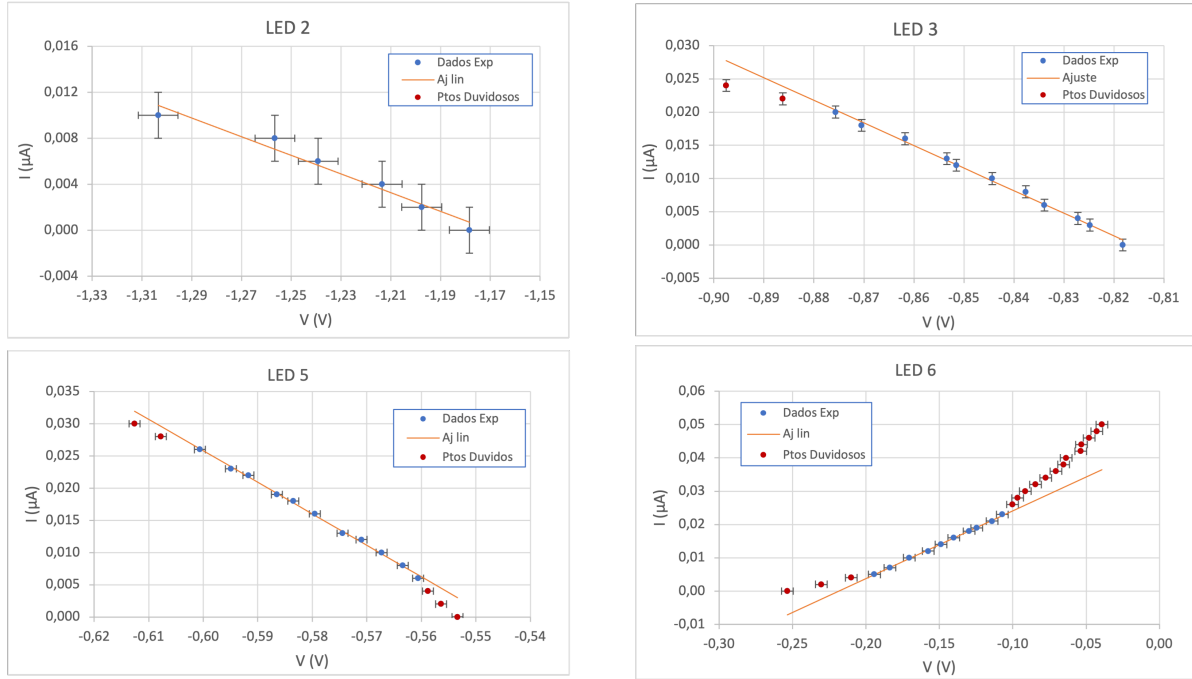 LED 2
0,016
0,012
0,008
0,004
0,000
-0,004
I (µA)
-1,33 -1,31 -1,29 -1,27 -1,25 -1,23 -1,21 -1,19 -1,17 -1,15
V (V)
Dados Exp
Aj lin
Ptos Duvidosos
LED 3
0,030
0,025
0,020
0,015
0,010
0,005
0,000
-0,005
I (µA)
-0,90 -0,89 -0,88 -0,87 -0,86 -0,85 -0,84 -0,83 -0,82 -0,81
V (V)
Dados Exp
Ajuste
Ptos Duvidosos
LED 5
0,035
0,030
0,025
0,020
0,015
0,010
0,005
0,000
I (µA)
-0,62 -0,61 -0,60 -0,59 -0,58 -0,57 -0,56 -0,55 -0,54
V (V)
Dados Exp
Aj lin
Ptos Duvidos
LED 6
0,06
0,05
0,04
0,03
0,02
0,01
0,00
-0,01
I (µA)
-0,30 -0,25 -0,20 -0,15 -0,10 -0,05 0,00
V (V)
Dados Exp
Aj lin
Ptos Duvidosos